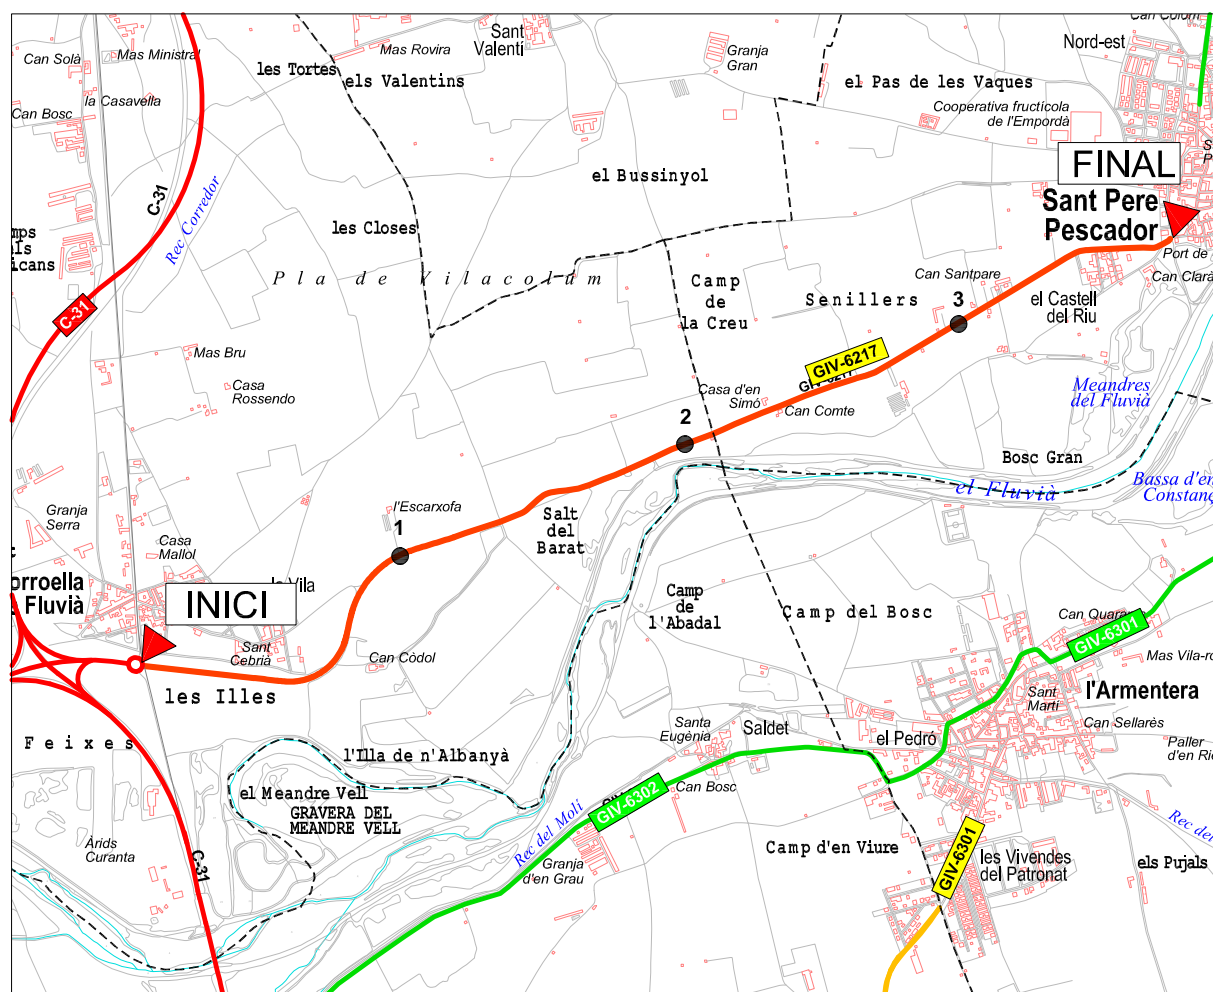 Can Solà
Mas Ministral
la Casavella
Can Bosc
C-31
Rec Corredor
C-31
les Tortes
Mas Rovira
els Valentins
Sant
Valentí
Granja
Gran
el Pas de les Vaques
Nord-est
Cooperativa fructícola
de l'Empordà
FINAL
Sant Pere
Pescador
Port de
Can Clarà
el Bussinyol
les Closes
Pla de Vilacolum
Camp
de
la Creu
Senillers
Can Santpare
3
el Castell
del Riu
GIV-6217
Meandres
del Fluvià
Mas Bru
Casa
Rossendo
Casa d'en
Simó
Can Comte
2
Bosc Gran
el Fluvià
Bassa d'en
l'Escarxofa
1
Salt
del
Barat
Granja
Serra
Casa
Mallol
Fluvià
INICI
Sant
Cebrià
Can Còdol
les Illes
Camp
de
l'Abadal
Camp del Bosc
GIV-6301
Mas Vila-ro
l'Armentera
Sant
Martí
Can Sellarès
Paller
d'en Ri
Feixes
l'Illa de n'Albanyà
Santa
Eugènia
Saldet
el Pedró
Can Bosc
GIV-6302
el Meandre Vell
GRAVERA DEL
MEANDRE VELL
Rec del Molí
Granja
d'en Grau
Àrids
Curanta
C-31
Camp d'en Viure
GIV-6301
les Vivendes
del Patronat
els Pujals